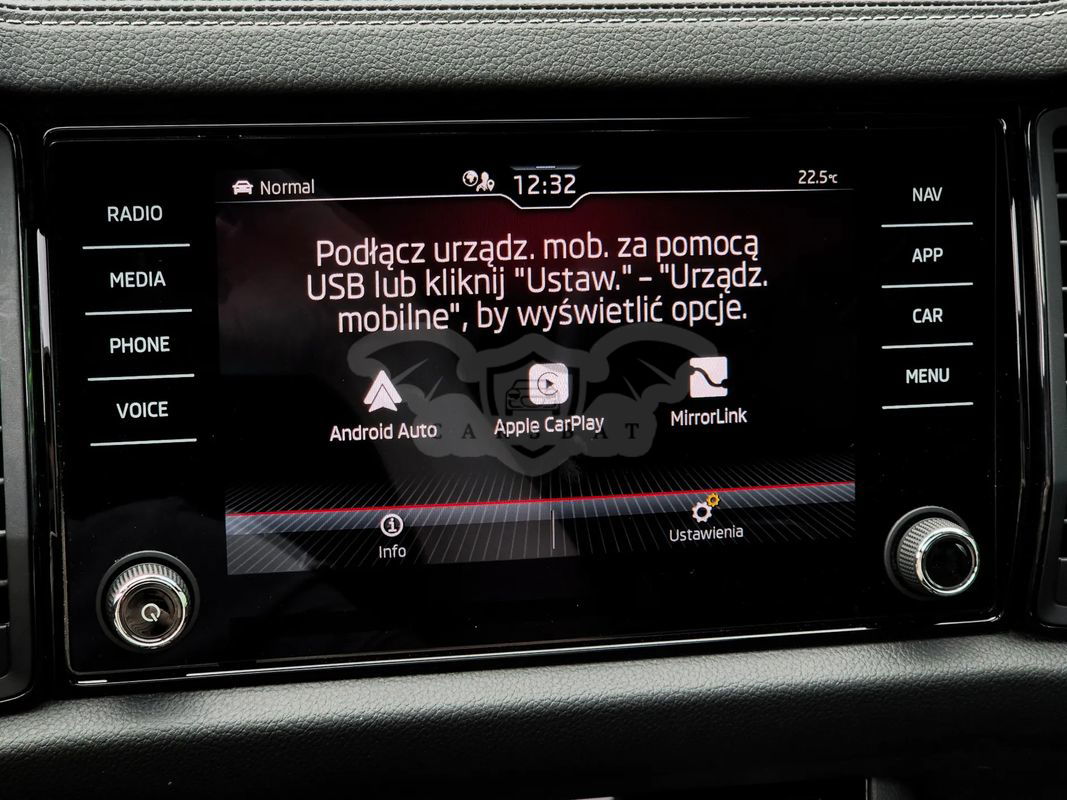 Normal
12:32
22.5°C
RADIO
MEDIA
PHONE
VOICE
NAV
APP
CAR
MENU
Podłącz urządz. mob. za pomocą
USB lub kliknij "Ustaw." – "Urządz.
mobilne", by wyświetlić opcje.
Android Auto
Apple CarPlay
MirrorLink
CARSBAT
Info
Ustawienia